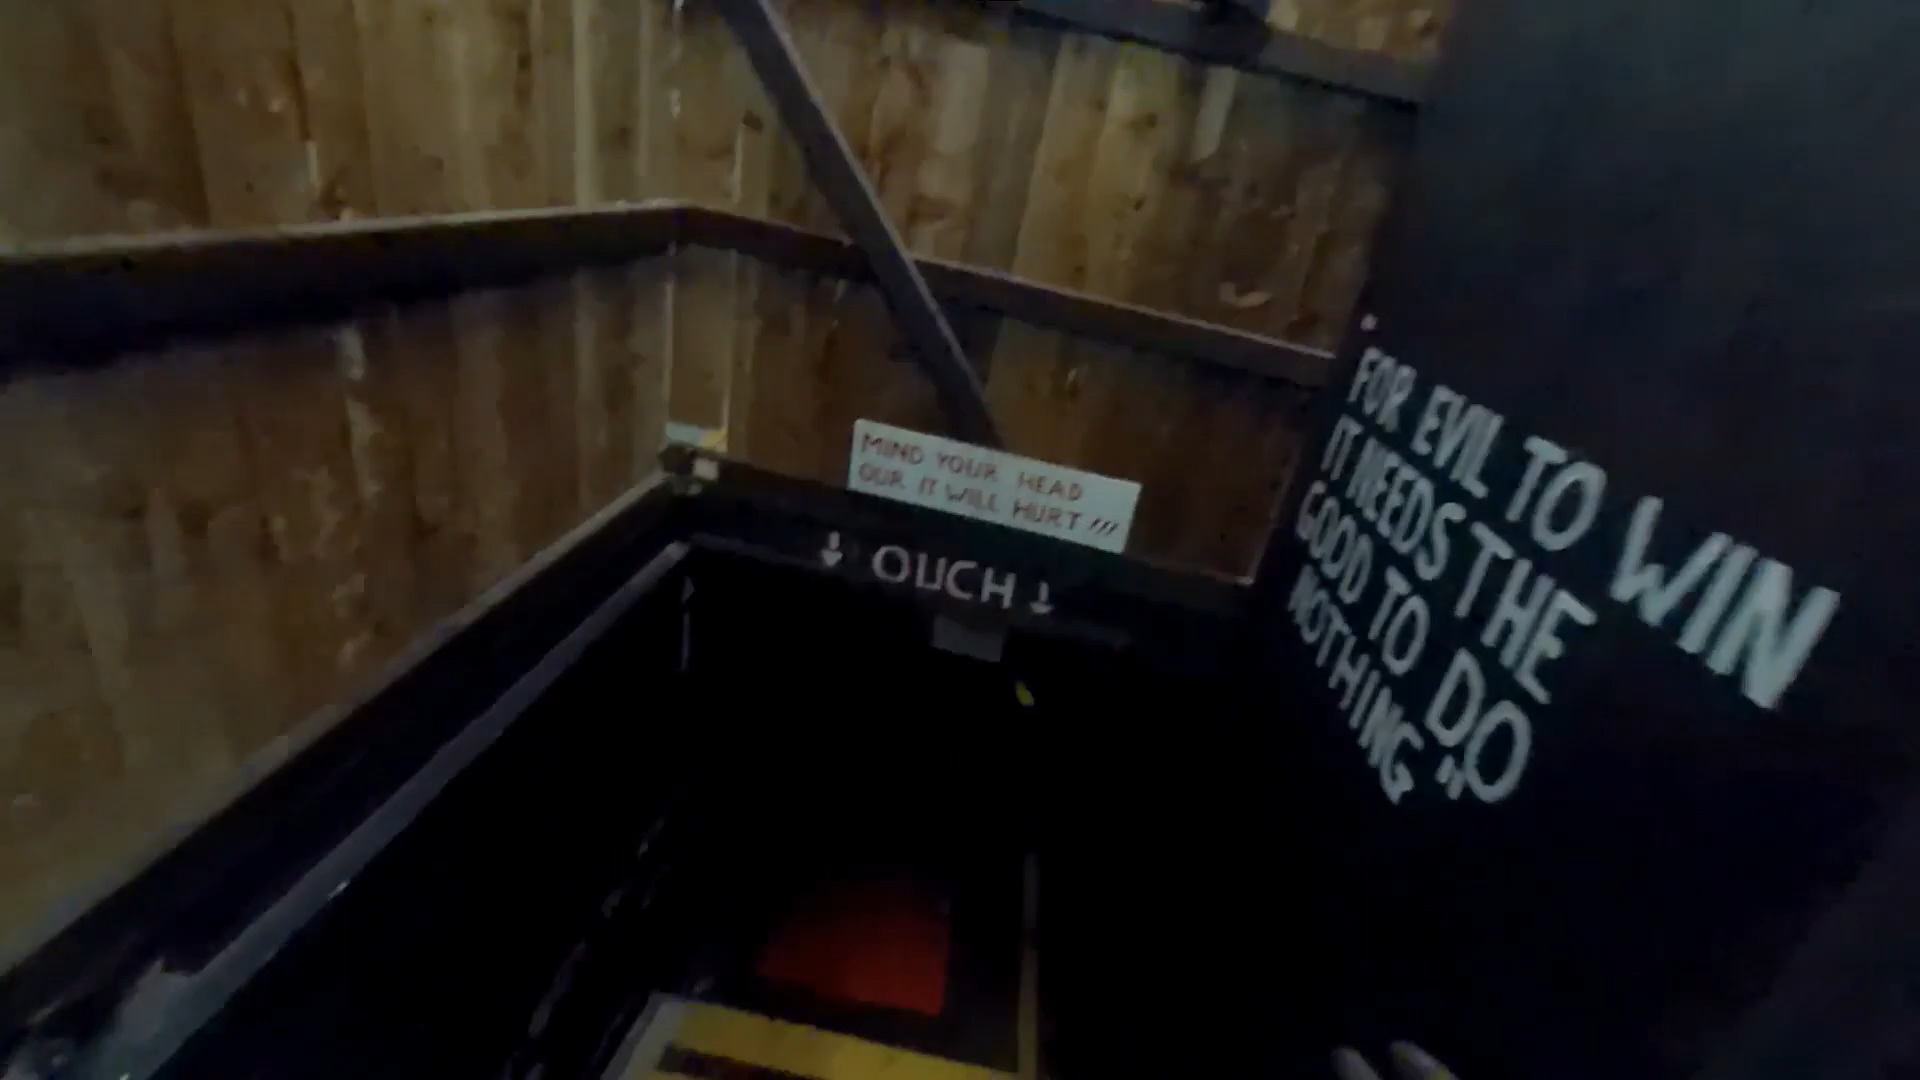 MIND YOUR HEAD
OUR IT WILL HURT !!!
↓ OUCH ↓
FOR EVIL TO WIN
IT NEEDS THE
GOOD TO DO
NOTHING "